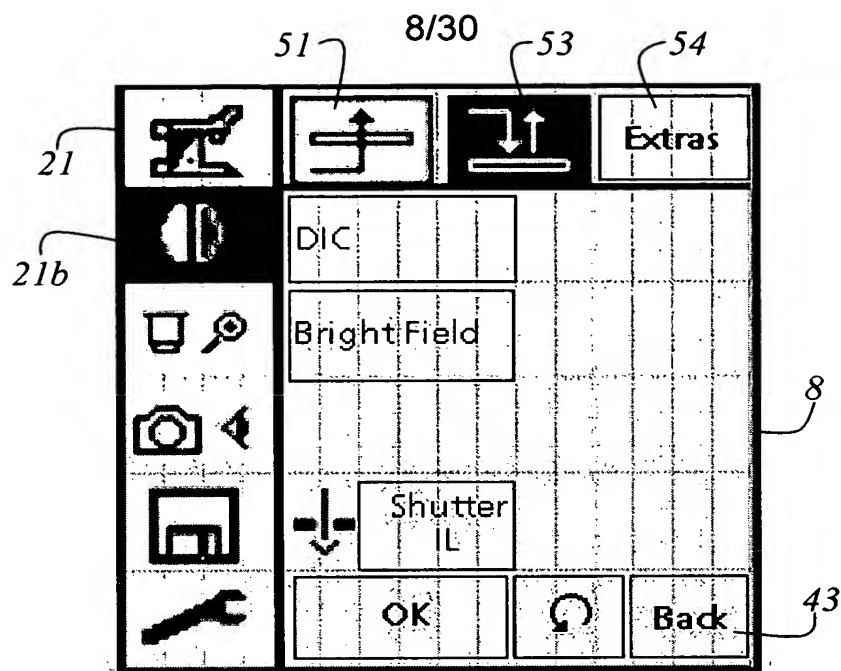 8/30
51
53
54
21
Extras
21b
DIC
Bright Field
8
Shutter
IL
OK
Back
43